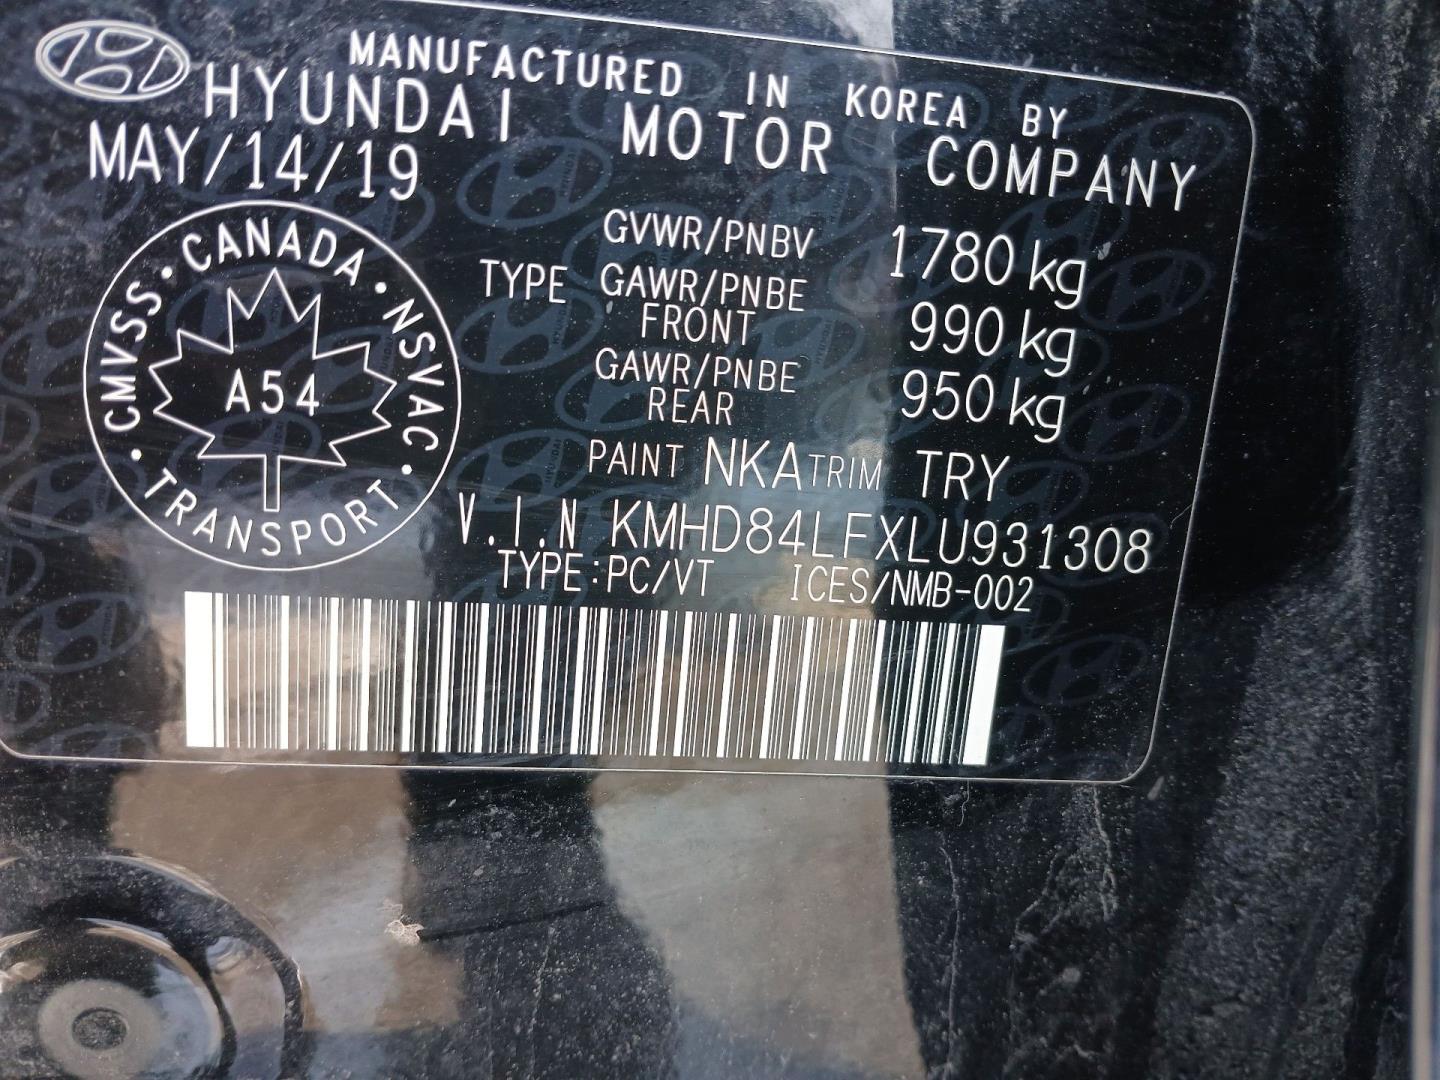 MANUFACTURED IN KOREA BY
HYUNDAI MOTOR COMPANY
MAY/14/19
CMVSS • CANADA • NSVAC • TRANSPORT •
A54
GVWR/PNBV 1780 kg
TYPE GAWR/PNBE FRONT 990 kg
GAWR/PNBE REAR 950 kg
PAINT NKA TRIM TRY
V.I.N KMHD84LFXLU931308
TYPE:PC/VT ICES/NMB-002